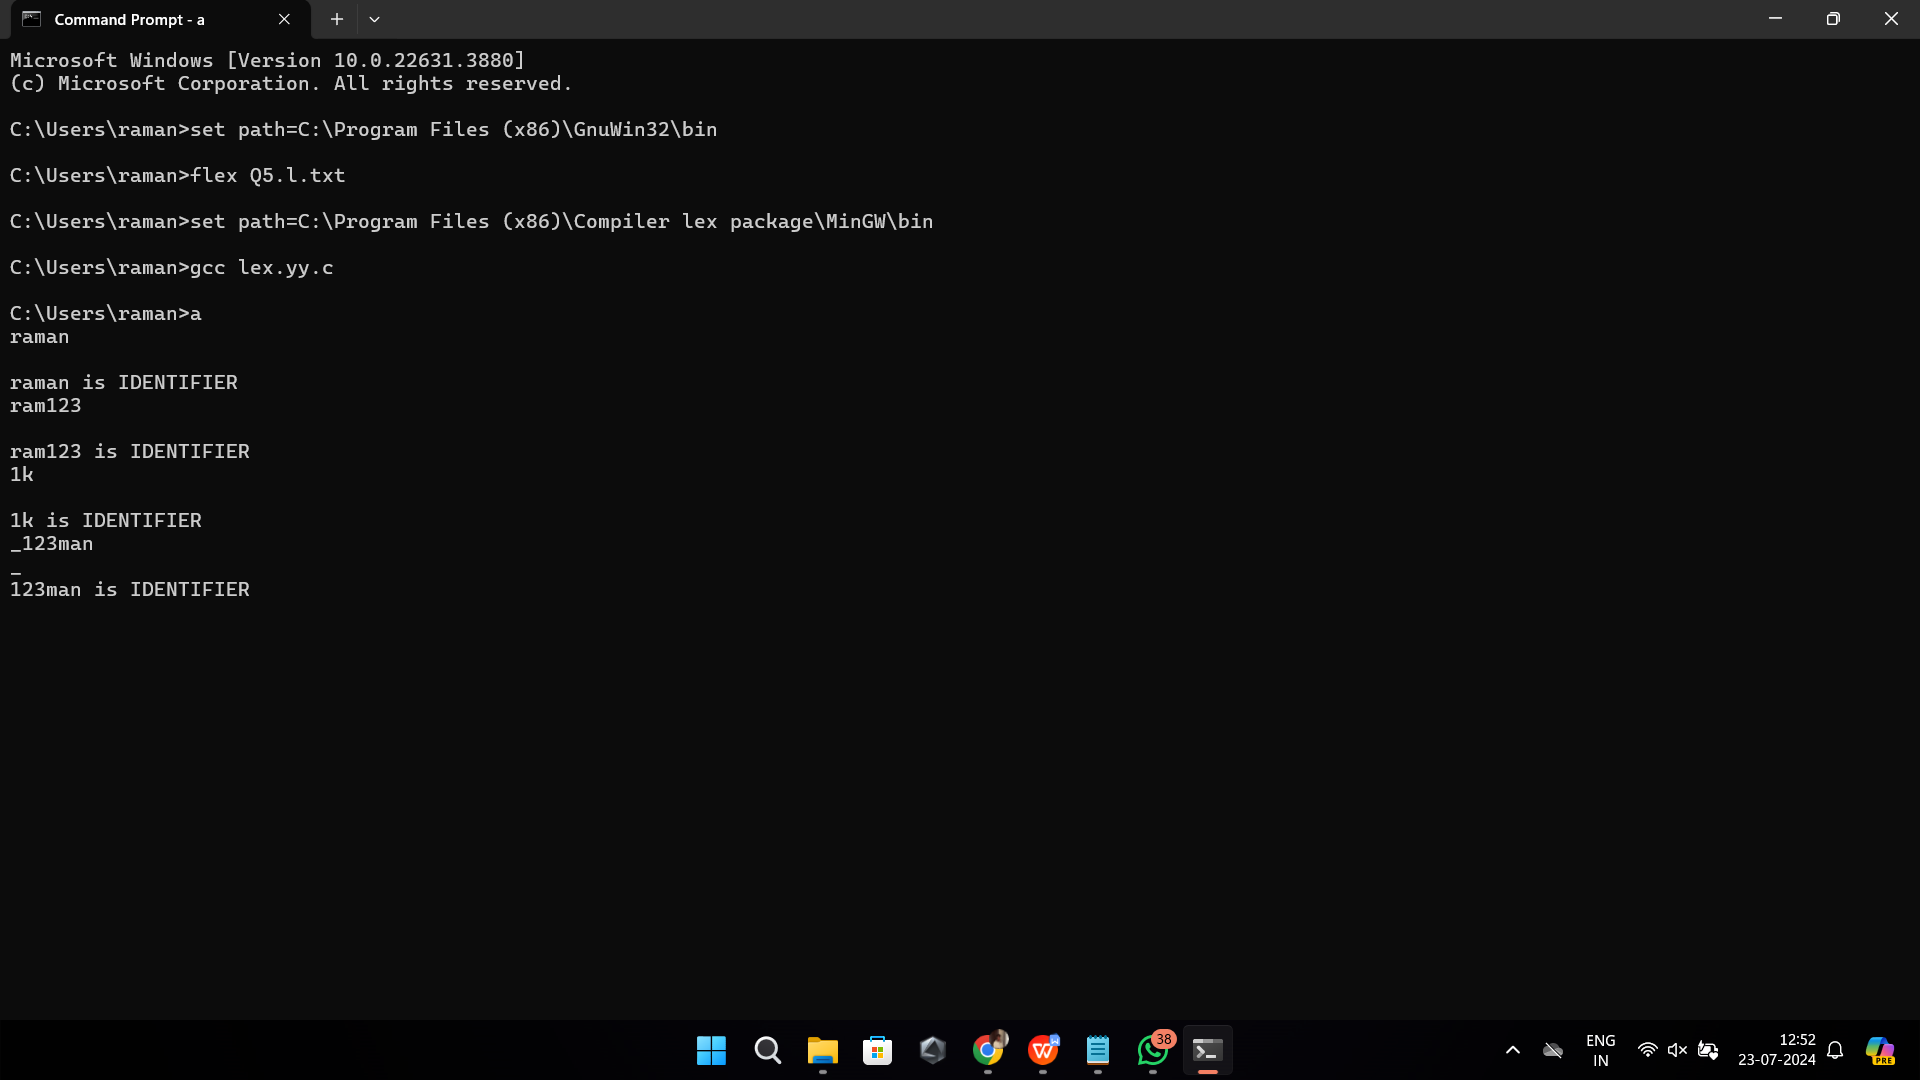 Command Prompt - a
Microsoft Windows [Version 10.0.22631.3880]
(c) Microsoft Corporation. All rights reserved.
C:\Users\raman>set path=C:\Program Files (x86)\GnuWin32\bin
C:\Users\raman>flex Q5.l.txt
C:\Users\raman>set path=C:\Program Files (x86)\Compiler lex package\MinGW\bin
C:\Users\raman>gcc lex.yy.c
C:\Users\raman>a
raman
raman is IDENTIFIER
ram123
ram123 is IDENTIFIER
1k
1k is IDENTIFIER
_123man
_
123man is IDENTIFIER
38
ENG
IN
12:52
23-07-2024
PRE